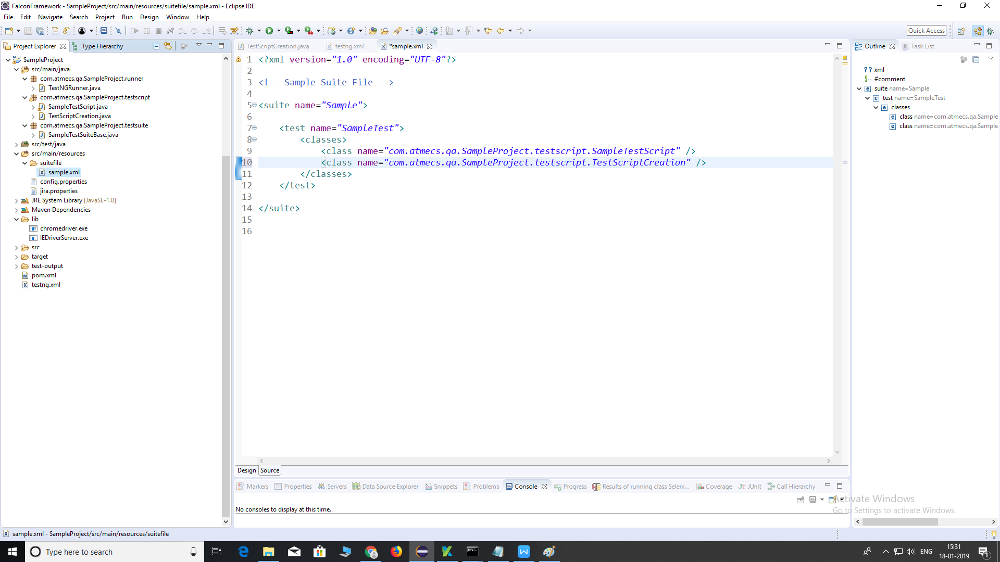 FalconFramework - SampleProject/src/main/resources/suitefile/sample.xml - Eclipse IDE
File Edit Navigate Search Project Run Design Window Help
Quick Access
Project Explorer
Type Hierarchy
SampleProject
src/main/java
com.atmecs.qa.SampleProject.runner
TestNGRunner.java
com.atmecs.qa.SampleProject.testscript
SampleTestScript.java
TestScriptCreation.java
com.atmecs.qa.SampleProject.testsuite
SampleTestSuiteBase.java
src/test/java
src/main/resources
suitefile
sample.xml
config.properties
jira.properties
JRE System Library [JavaSE-1.8]
Maven Dependencies
lib
chromedriver.exe
IEDriverServer.exe
src
target
test-output
pom.xml
testng.xml
TestScriptCreation.java testng.xml *sample.xml
1 <?xml version="1.0" encoding="UTF-8"?>
2
3 <!-- Sample Suite File -->
4
5 <suite name="Sample">
6
7 <test name="SampleTest">
8 <classes>
9 <class name="com.atmecs.qa.SampleProject.testscript.SampleTestScript" />
10 <class name="com.atmecs.qa.SampleProject.testscript.TestScriptCreation" />
11 </classes>
12 </test>
13
14 </suite>
15
16
Design Source
Outline Task List
xml
#comment
suite name=Sample
test name=SampleTest
classes
class name=com.atmecs.qa.Sample
class name=com.atmecs.qa.Sample
Markers Properties Servers Data Source Explorer Snippets Problems Console Progress Results of running class Seleni... Coverage JUnit Call Hierarchy
No consoles to display at this time.
Activate Windows
Go to Settings to activate Windows.
sample.xml - SampleProject/src/main/resources/suitefile
Type here to search
ENG
15:31
18-01-2019
1